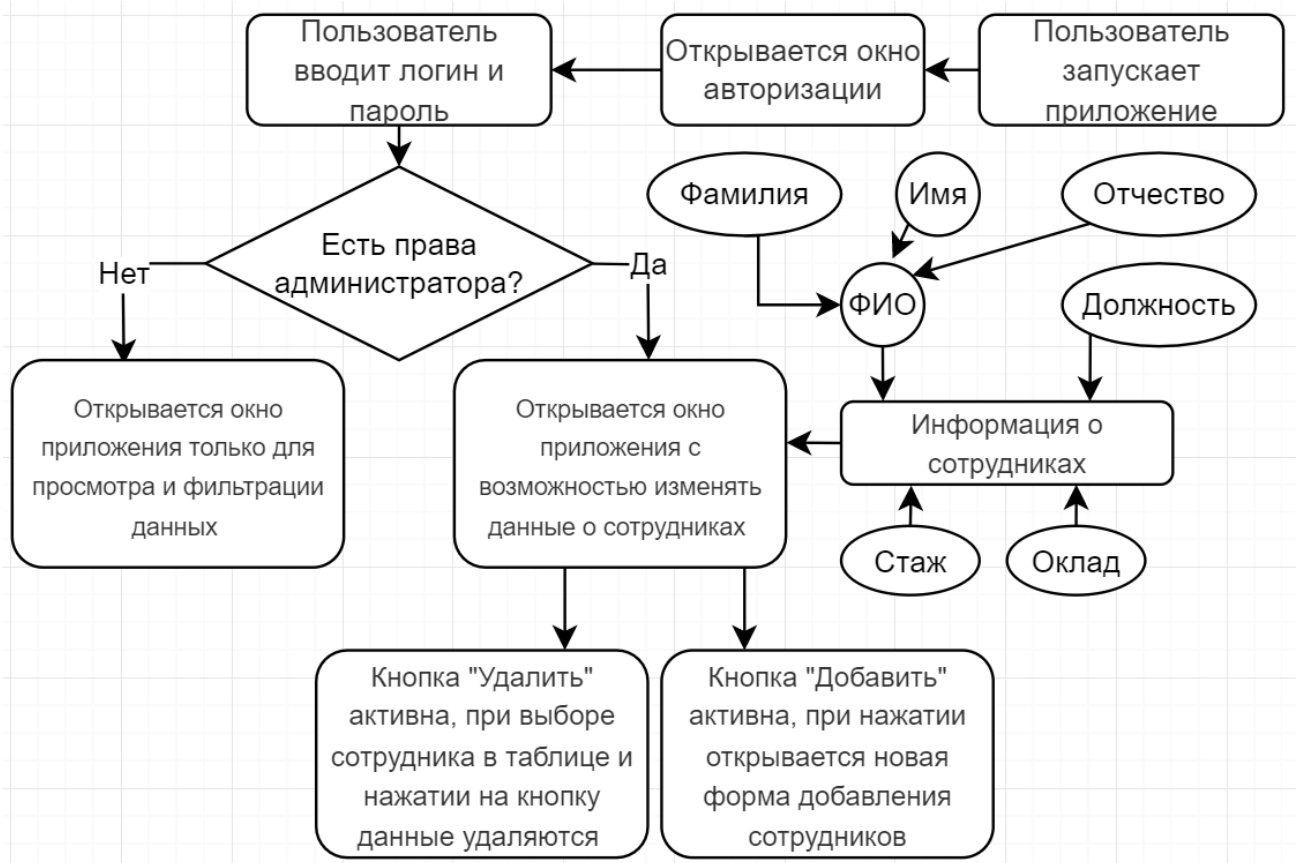 Пользователь
вводит логин и
пароль
Открывается окно
авторизации
Пользователь
запускает
приложение
Фамилия
Имя
Отчество
Есть права
администратора?
Нет
Да
ФИО
Должность
Открывается окно
приложения только для
просмотра и фильтрации
данных
Открывается окно
приложения с
возможностью изменять
данные о сотрудниках
Информация о
сотрудниках
Стаж
Оклад
Кнопка "Удалить"
активна, при выборе
сотрудника в таблице и
нажатии на кнопку
данные удаляются
Кнопка "Добавить"
активна, при нажатии
открывается новая
форма добавления
сотрудников